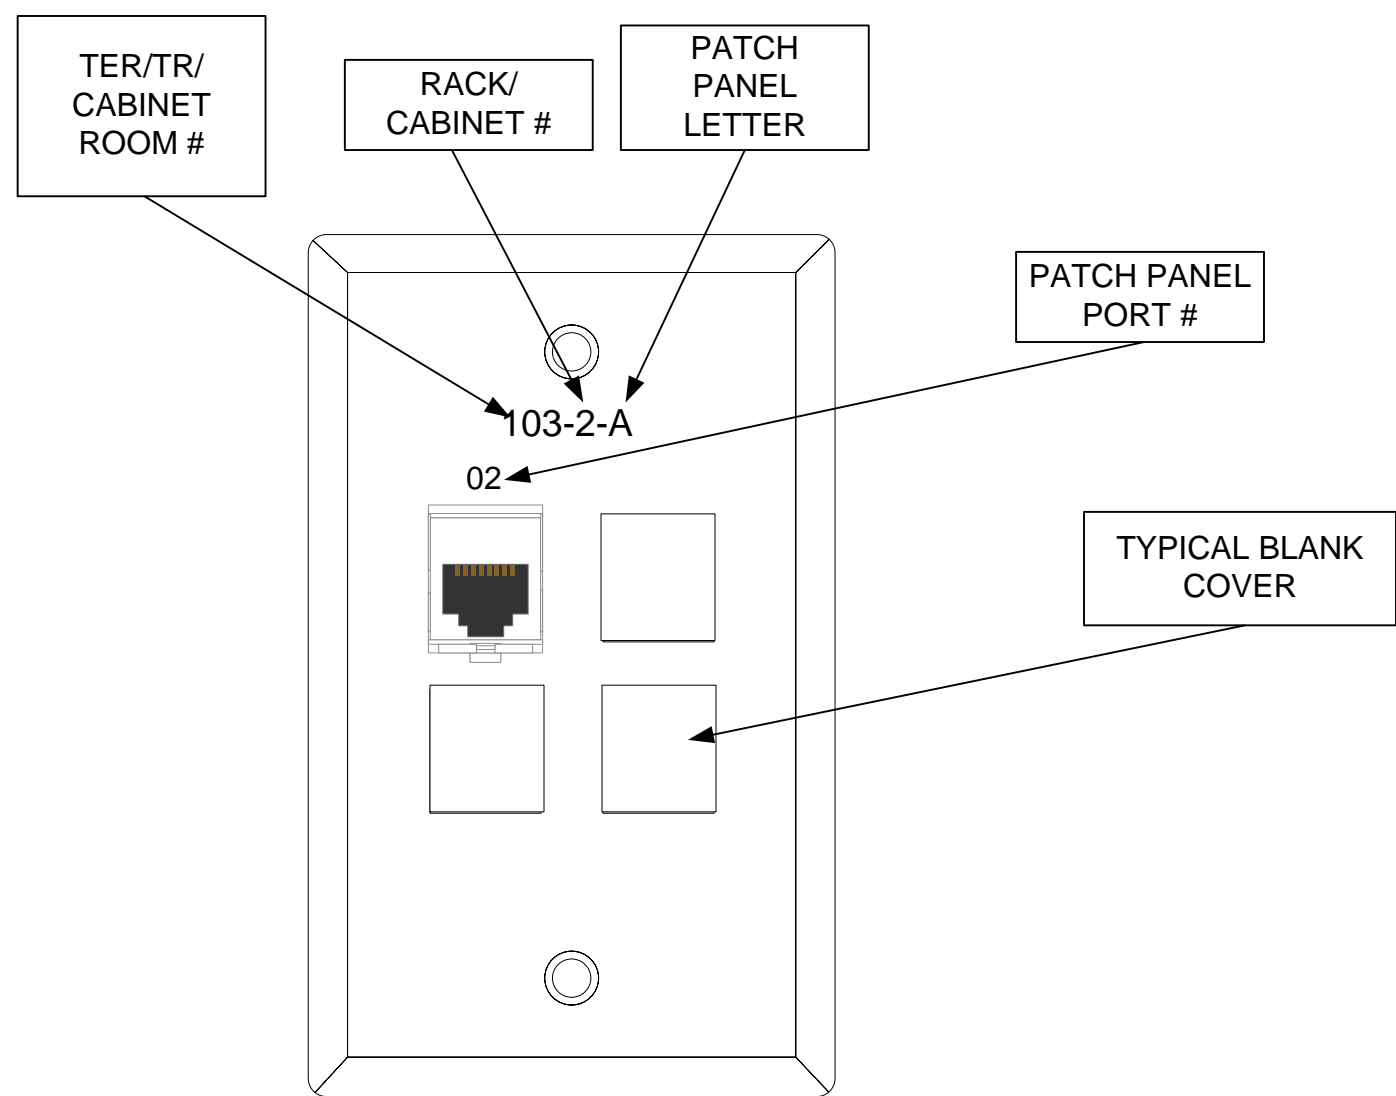 TER/TR/
CABINET
ROOM #
RACK/
CABINET #
PATCH
PANEL
LETTER
PATCH PANEL
PORT #
103-2-A
02
TYPICAL BLANK
COVER